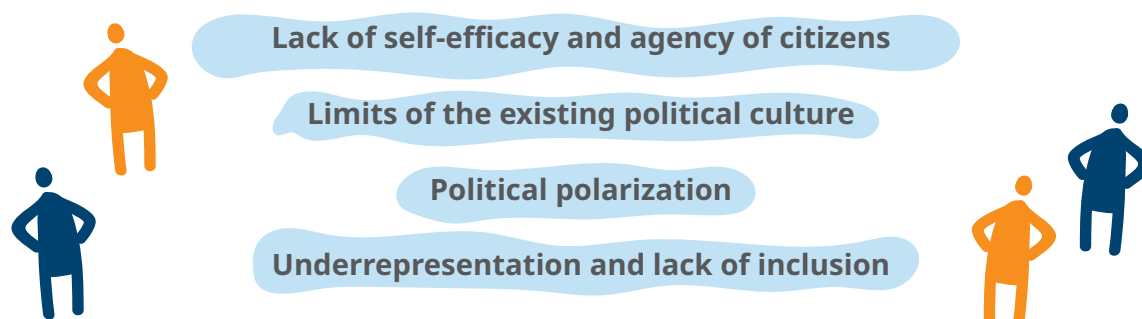 Lack of self-efficacy and agency of citizens
Limits of the existing political culture
Political polarization
Underrepresentation and lack of inclusion